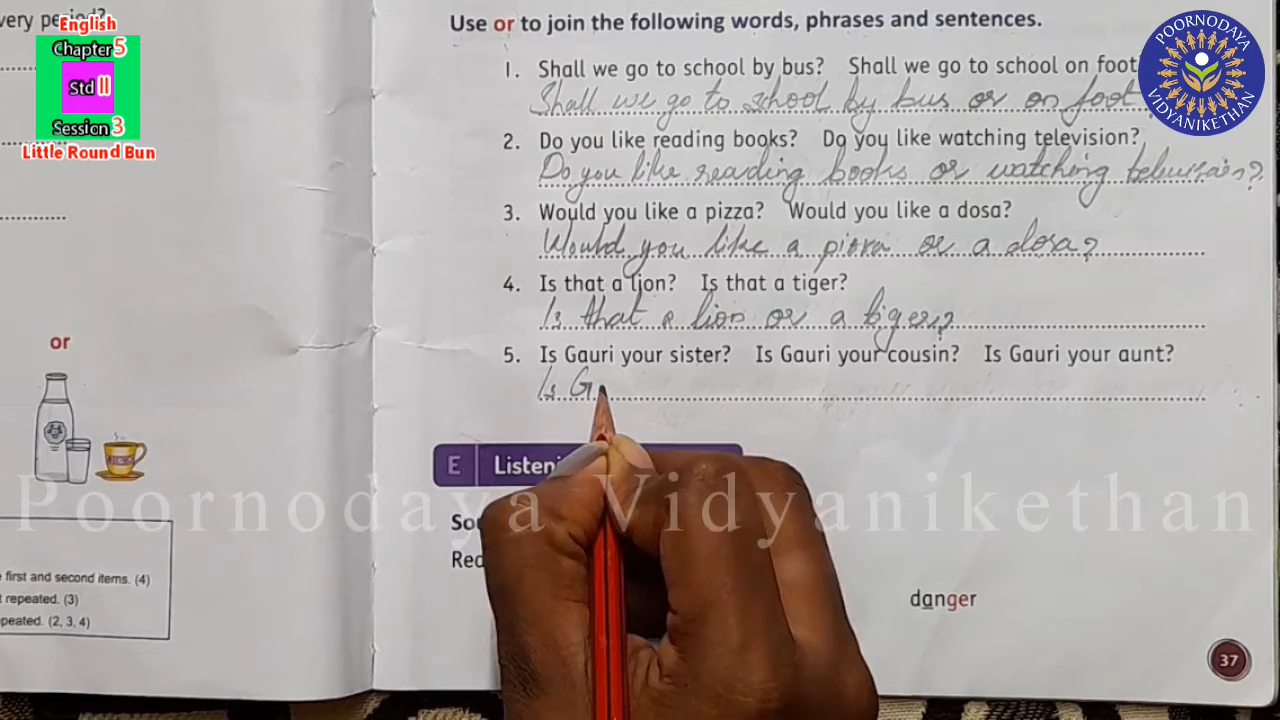 very period?
English
Chapter 5
Std II
Session 3
Little Round Bun
or
first and second items. (4)
repeated. (3)
(2, 3, 4)
Use or to join the following words, phrases and sentences.
1. Shall we go to school by bus? Shall we go to school on foot
Shall we go to school by bus or on foot
2. Do you like reading books? Do you like watching television?
Do you like reading books or watching television?
3. Would you like a pizza? Would you like a dosa?
Would you like a pizza or a dosa?
4. Is that a lion? Is that a tiger?
Is that a lion or a tiger?
5. Is Gauri your sister? Is Gauri your cousin? Is Gauri your aunt?
Is G
E
danger
37
POORNODAYA
VIDYANIKETHAN
Poornodaya Vidyanikethan